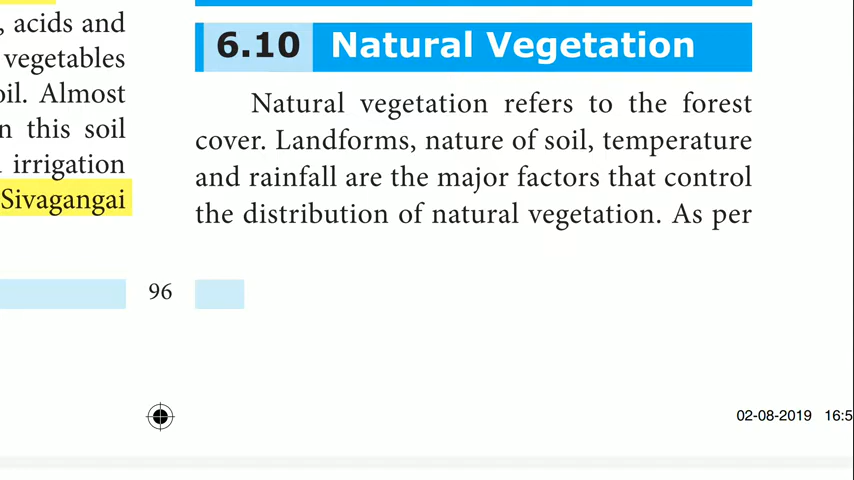 , acids and
vegetables
oil. Almost
n this soil
irrigation
Sivagangai
6.10 Natural Vegetation
Natural vegetation refers to the forest
cover. Landforms, nature of soil, temperature
and rainfall are the major factors that control
the distribution of natural vegetation. As per
96
02-08-2019 16:5